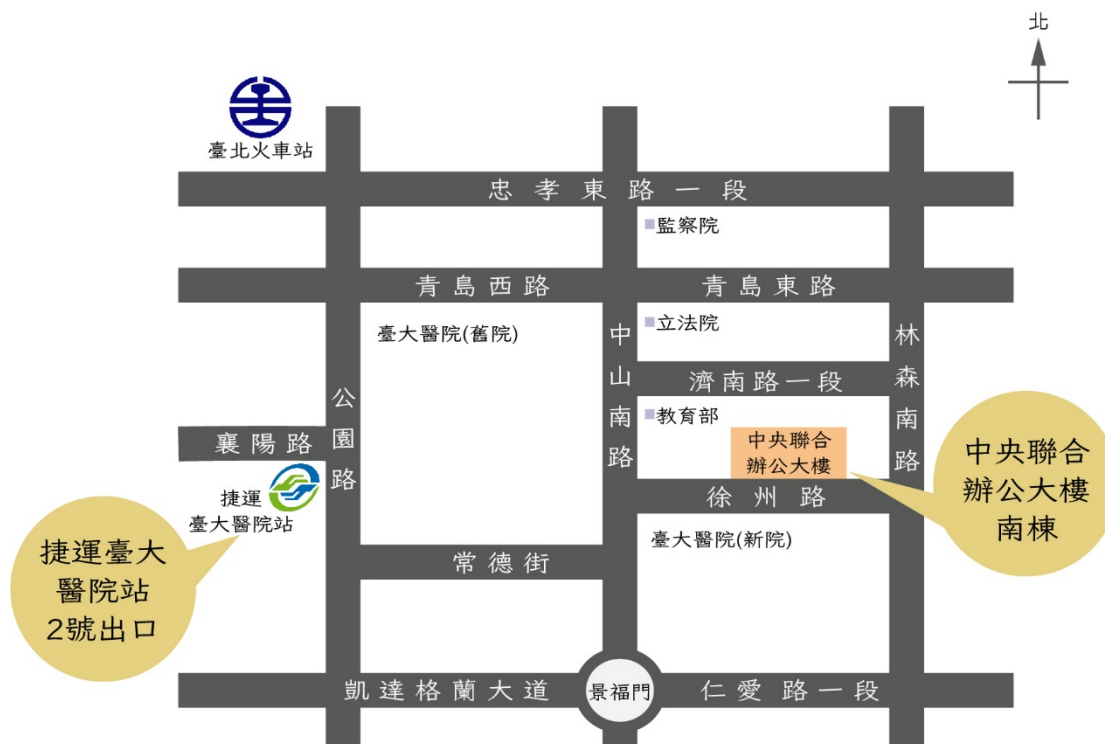 北
臺北火車站
忠孝東路一段
監察院
青島西路
青島東路
臺大醫院(舊院)
立法院
中山南路
林森南路
濟南路一段
公園路
教育部
襄陽路
中央聯合
辦公大樓
中央聯合
辦公大樓
南棟
捷運
臺大醫院站
徐州路
捷運臺大
醫院站
2號出口
臺大醫院(新院)
常德街
凱達格蘭大道
景福門
仁愛路一段